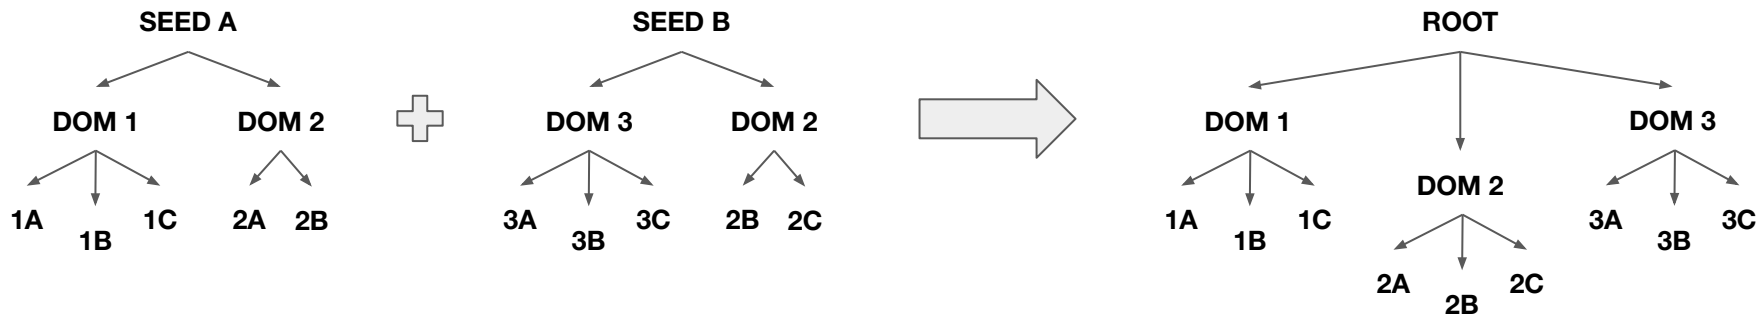 SEED A
SEED B
ROOT
DOM 1
DOM 2
DOM 3
DOM 2
DOM 1
DOM 2
DOM 3
1A
1B
1C
2A
2B
3A
3B
3C
2B
2C
1A
1B
1C
2A
2B
2C
3A
3B
3C